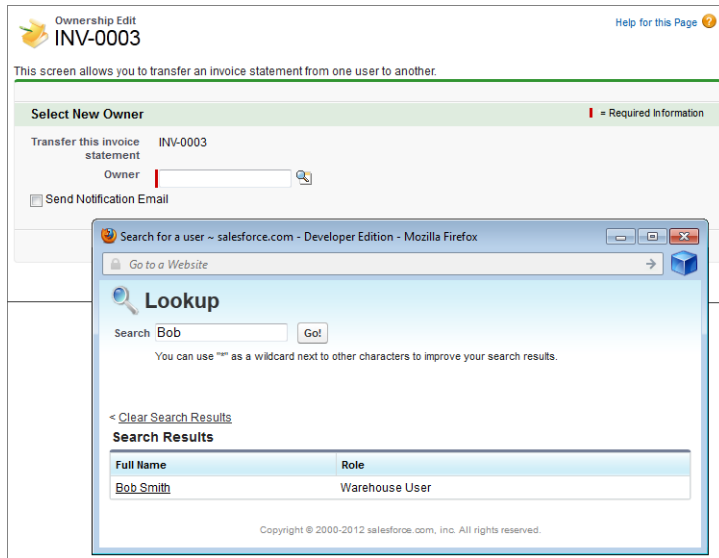 Ownership Edit
INV-0003
Help for this Page
This screen allows you to transfer an invoice statement from one user to another.
Select New Owner
= Required Information
Transfer this invoice statement INV-0003
Owner
Send Notification Email
Search for a user ~ salesforce.com - Developer Edition - Mozilla Firefox
Go to a Website
Lookup
Search Bob Go!
You can use "*" as a wildcard next to other characters to improve your search results.
< Clear Search Results
Search Results
Full Name Role
Bob Smith Warehouse User
Copyright © 2000-2012 salesforce.com, inc. All rights reserved.